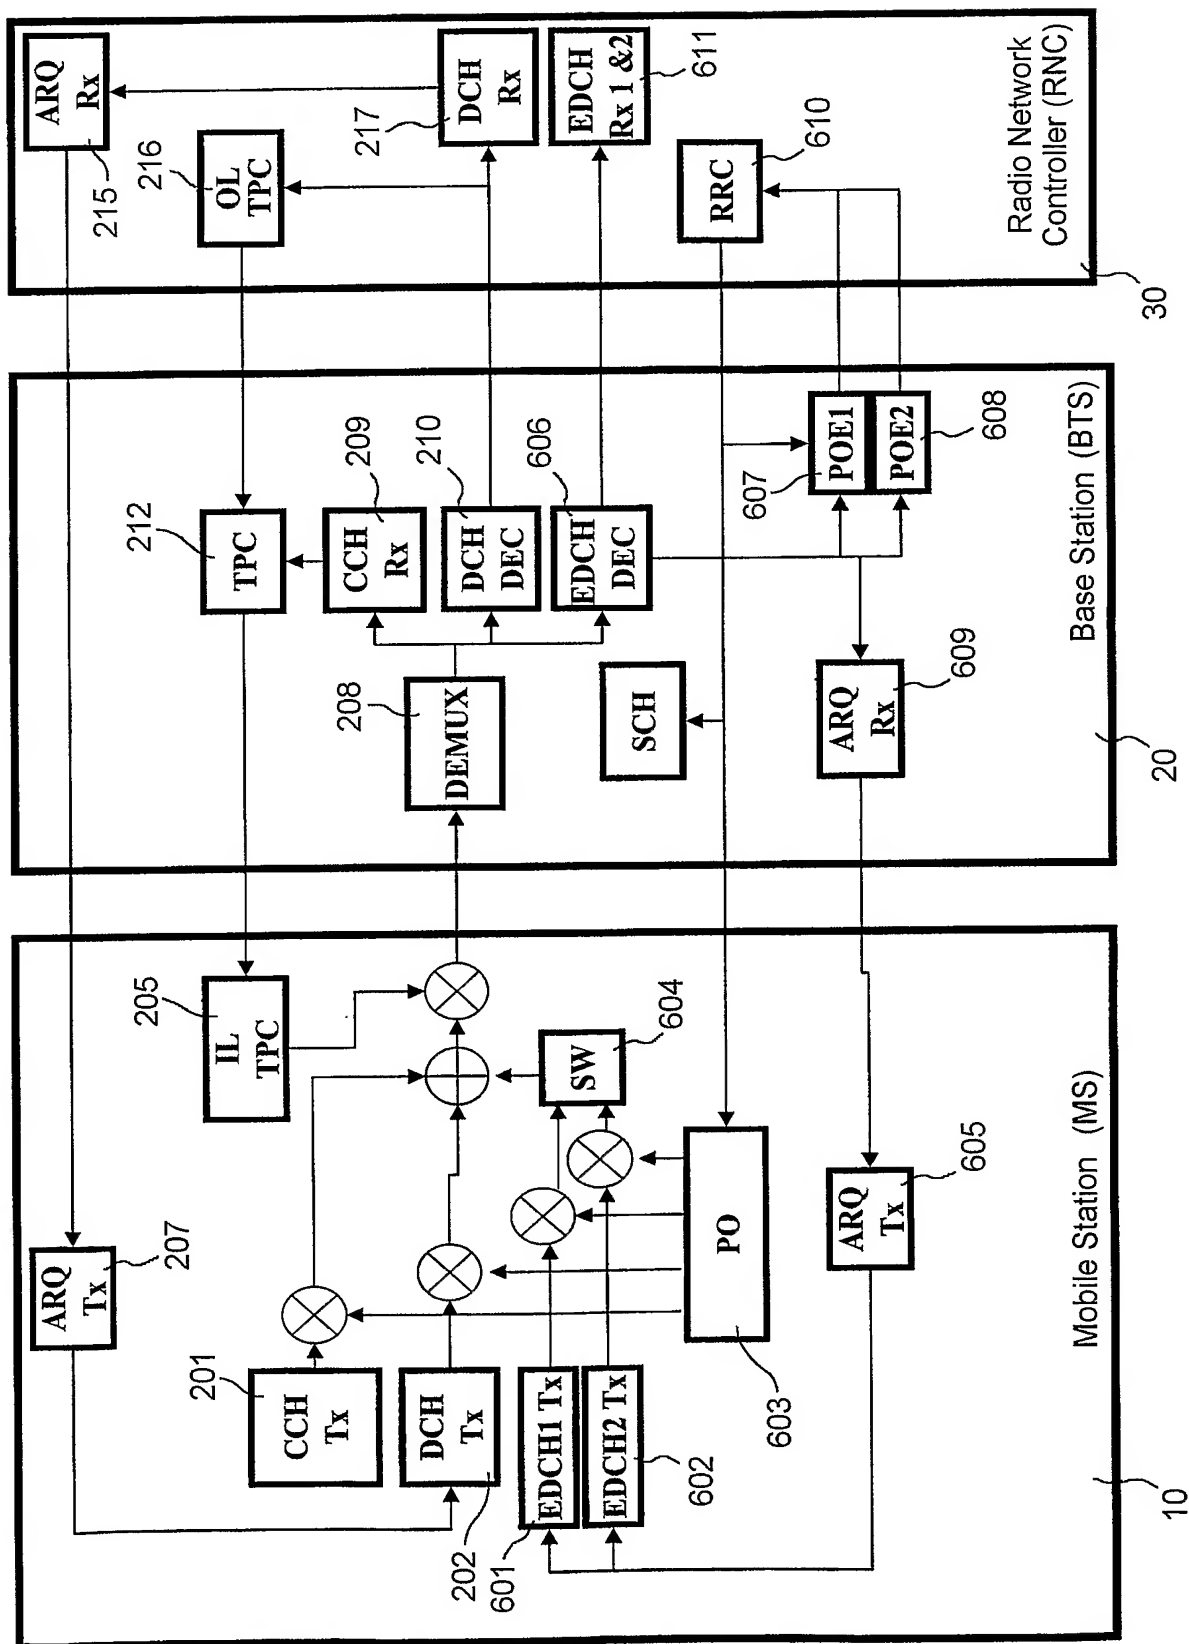 ARQ
Tx
207
IL
TPC
205
CCH
Tx
201
DCH
Tx
202
EDCH1 Tx
601
EDCH2 Tx
602
SW
604
PO
603
ARQ
Tx
605
Mobile Station (MS)
10
TPC
212
DEMUX
208
CCH
Rx
209
DCH
DEC
210
EDCH
DEC
606
SCH
POE1
607
POE2
608
ARQ
Rx
609
Base Station (BTS)
20
ARQ
Rx
215
OL
TPC
216
DCH
Rx
217
EDCH
Rx 1 &2
611
RRC
610
Radio Network
Controller (RNC)
30